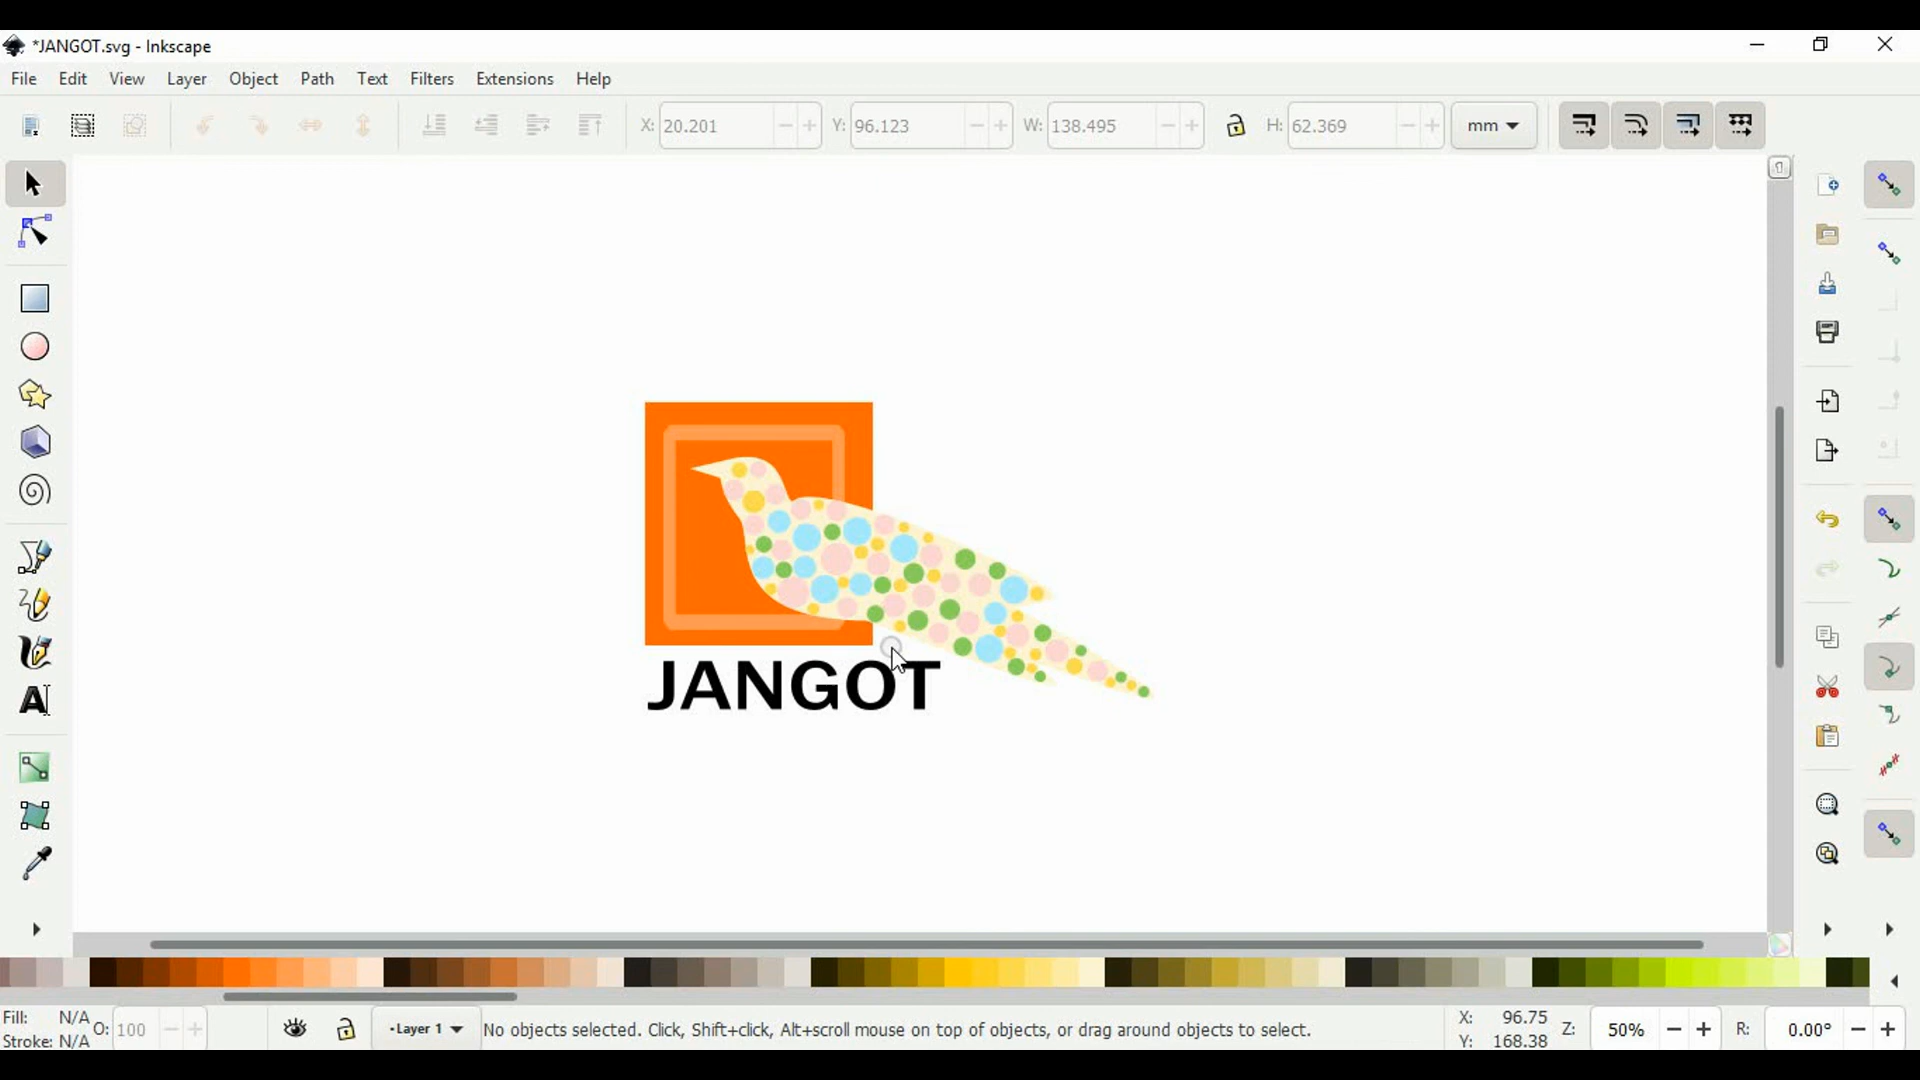 *JANGOT.svg - Inkscape
File Edit View Layer Object Path Text Filters Extensions Help
X: 20.201 Y: 96.123 W: 138.495 H: 62.369 mm
JANGOT
Fill: N/A O: 100 Layer 1 No objects selected. Click, Shift+click, Alt+scroll mouse on top of objects, or drag around objects to select. X: 96.75 Z: 50% R: 0.00°
Stroke: N/A Y: 168.38